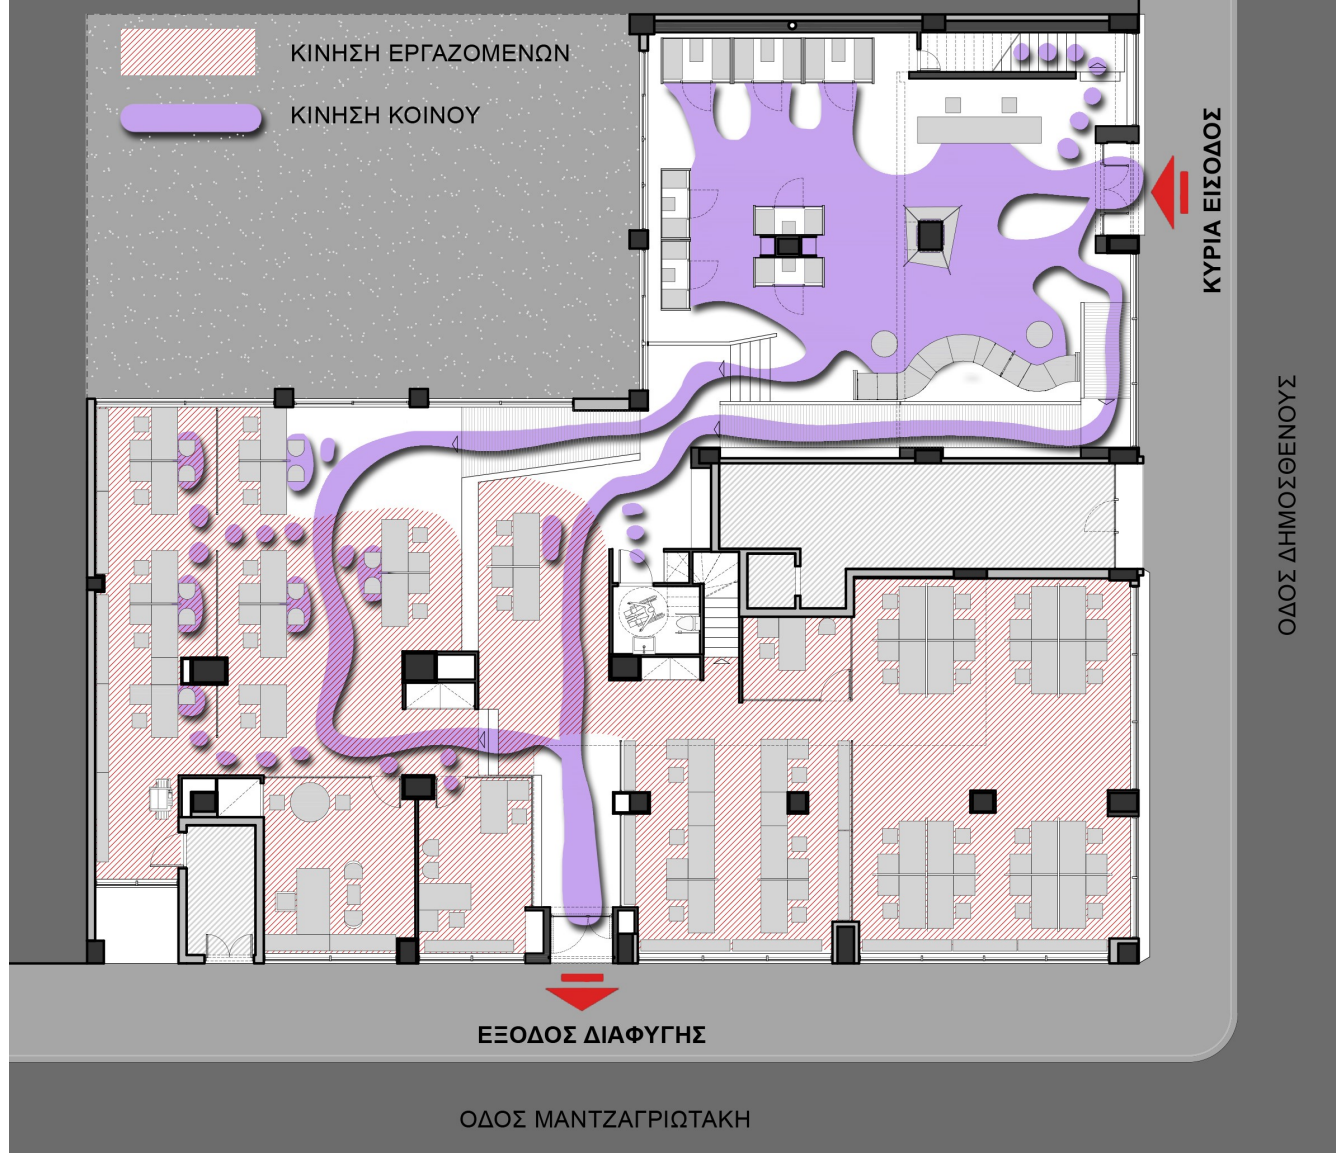 ΚΙΝΗΣΗ ΕΡΓΑΖΟΜΕΝΩΝ
ΚΙΝΗΣΗ ΚΟΙΝΟΥ
ΚΥΡΙΑ ΕΙΣΟΔΟΣ
ΟΔΟΣ ΔΗΜΟΣΘΕΝΟΥΣ
ΕΞΟΔΟΣ ΔΙΑΦΥΓΗΣ
ΟΔΟΣ ΜΑΝΤΖΑΓΡΙΩΤΑΚΗ